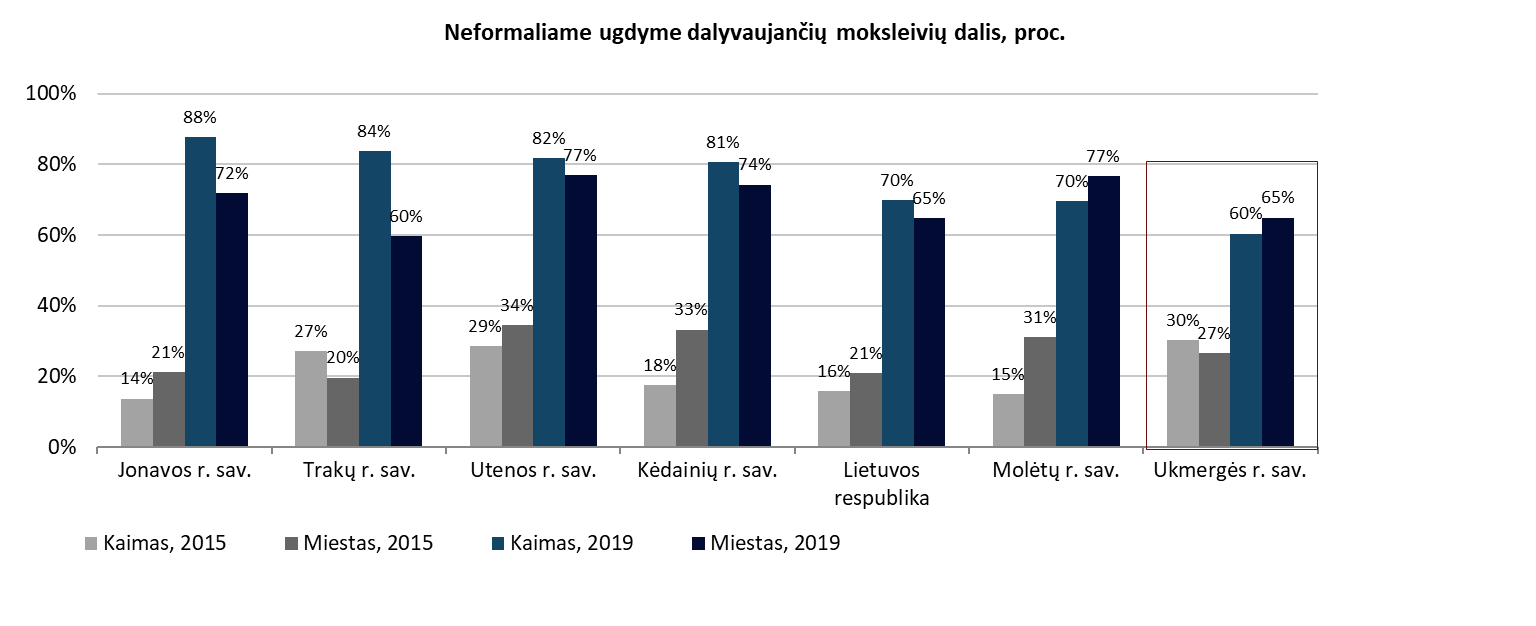 Neformaliame ugdyme dalyvaujančių moksleivių dalis, proc.
100%
80%
60%
40%
20%
0%
14% 21% 88% 72%
27% 20% 84% 60%
29% 34% 82% 77%
18% 33% 81% 74%
16% 21% 70% 65%
15% 31% 70% 77%
30% 27% 60% 65%
Jonavos r. sav.
Trakų r. sav.
Utenos r. sav.
Kėdainių r. sav.
Lietuvos
respublika
Molėtų r. sav.
Ukmergės r. sav.
Kaimas, 2015
Miestas, 2015
Kaimas, 2019
Miestas, 2019